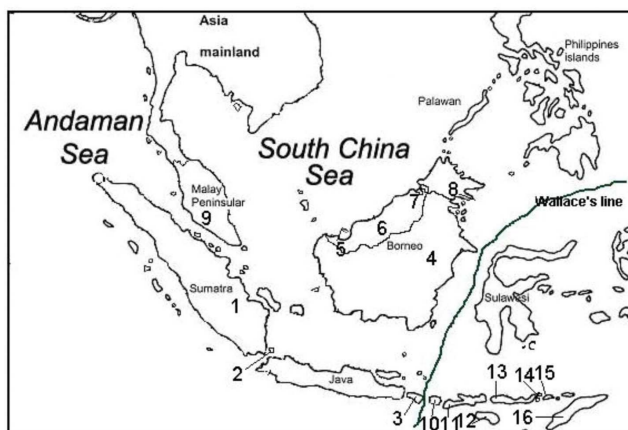 Asia
mainland
Philippines
islands
Palawan
Andaman
Sea
South China
Sea
Malay
Peninsular
9
8
7
Wallace's line
6
5
Borneo
4
Sumatra
1
Sulawesi
2
Java
3
10
11
12
13
14
15
16